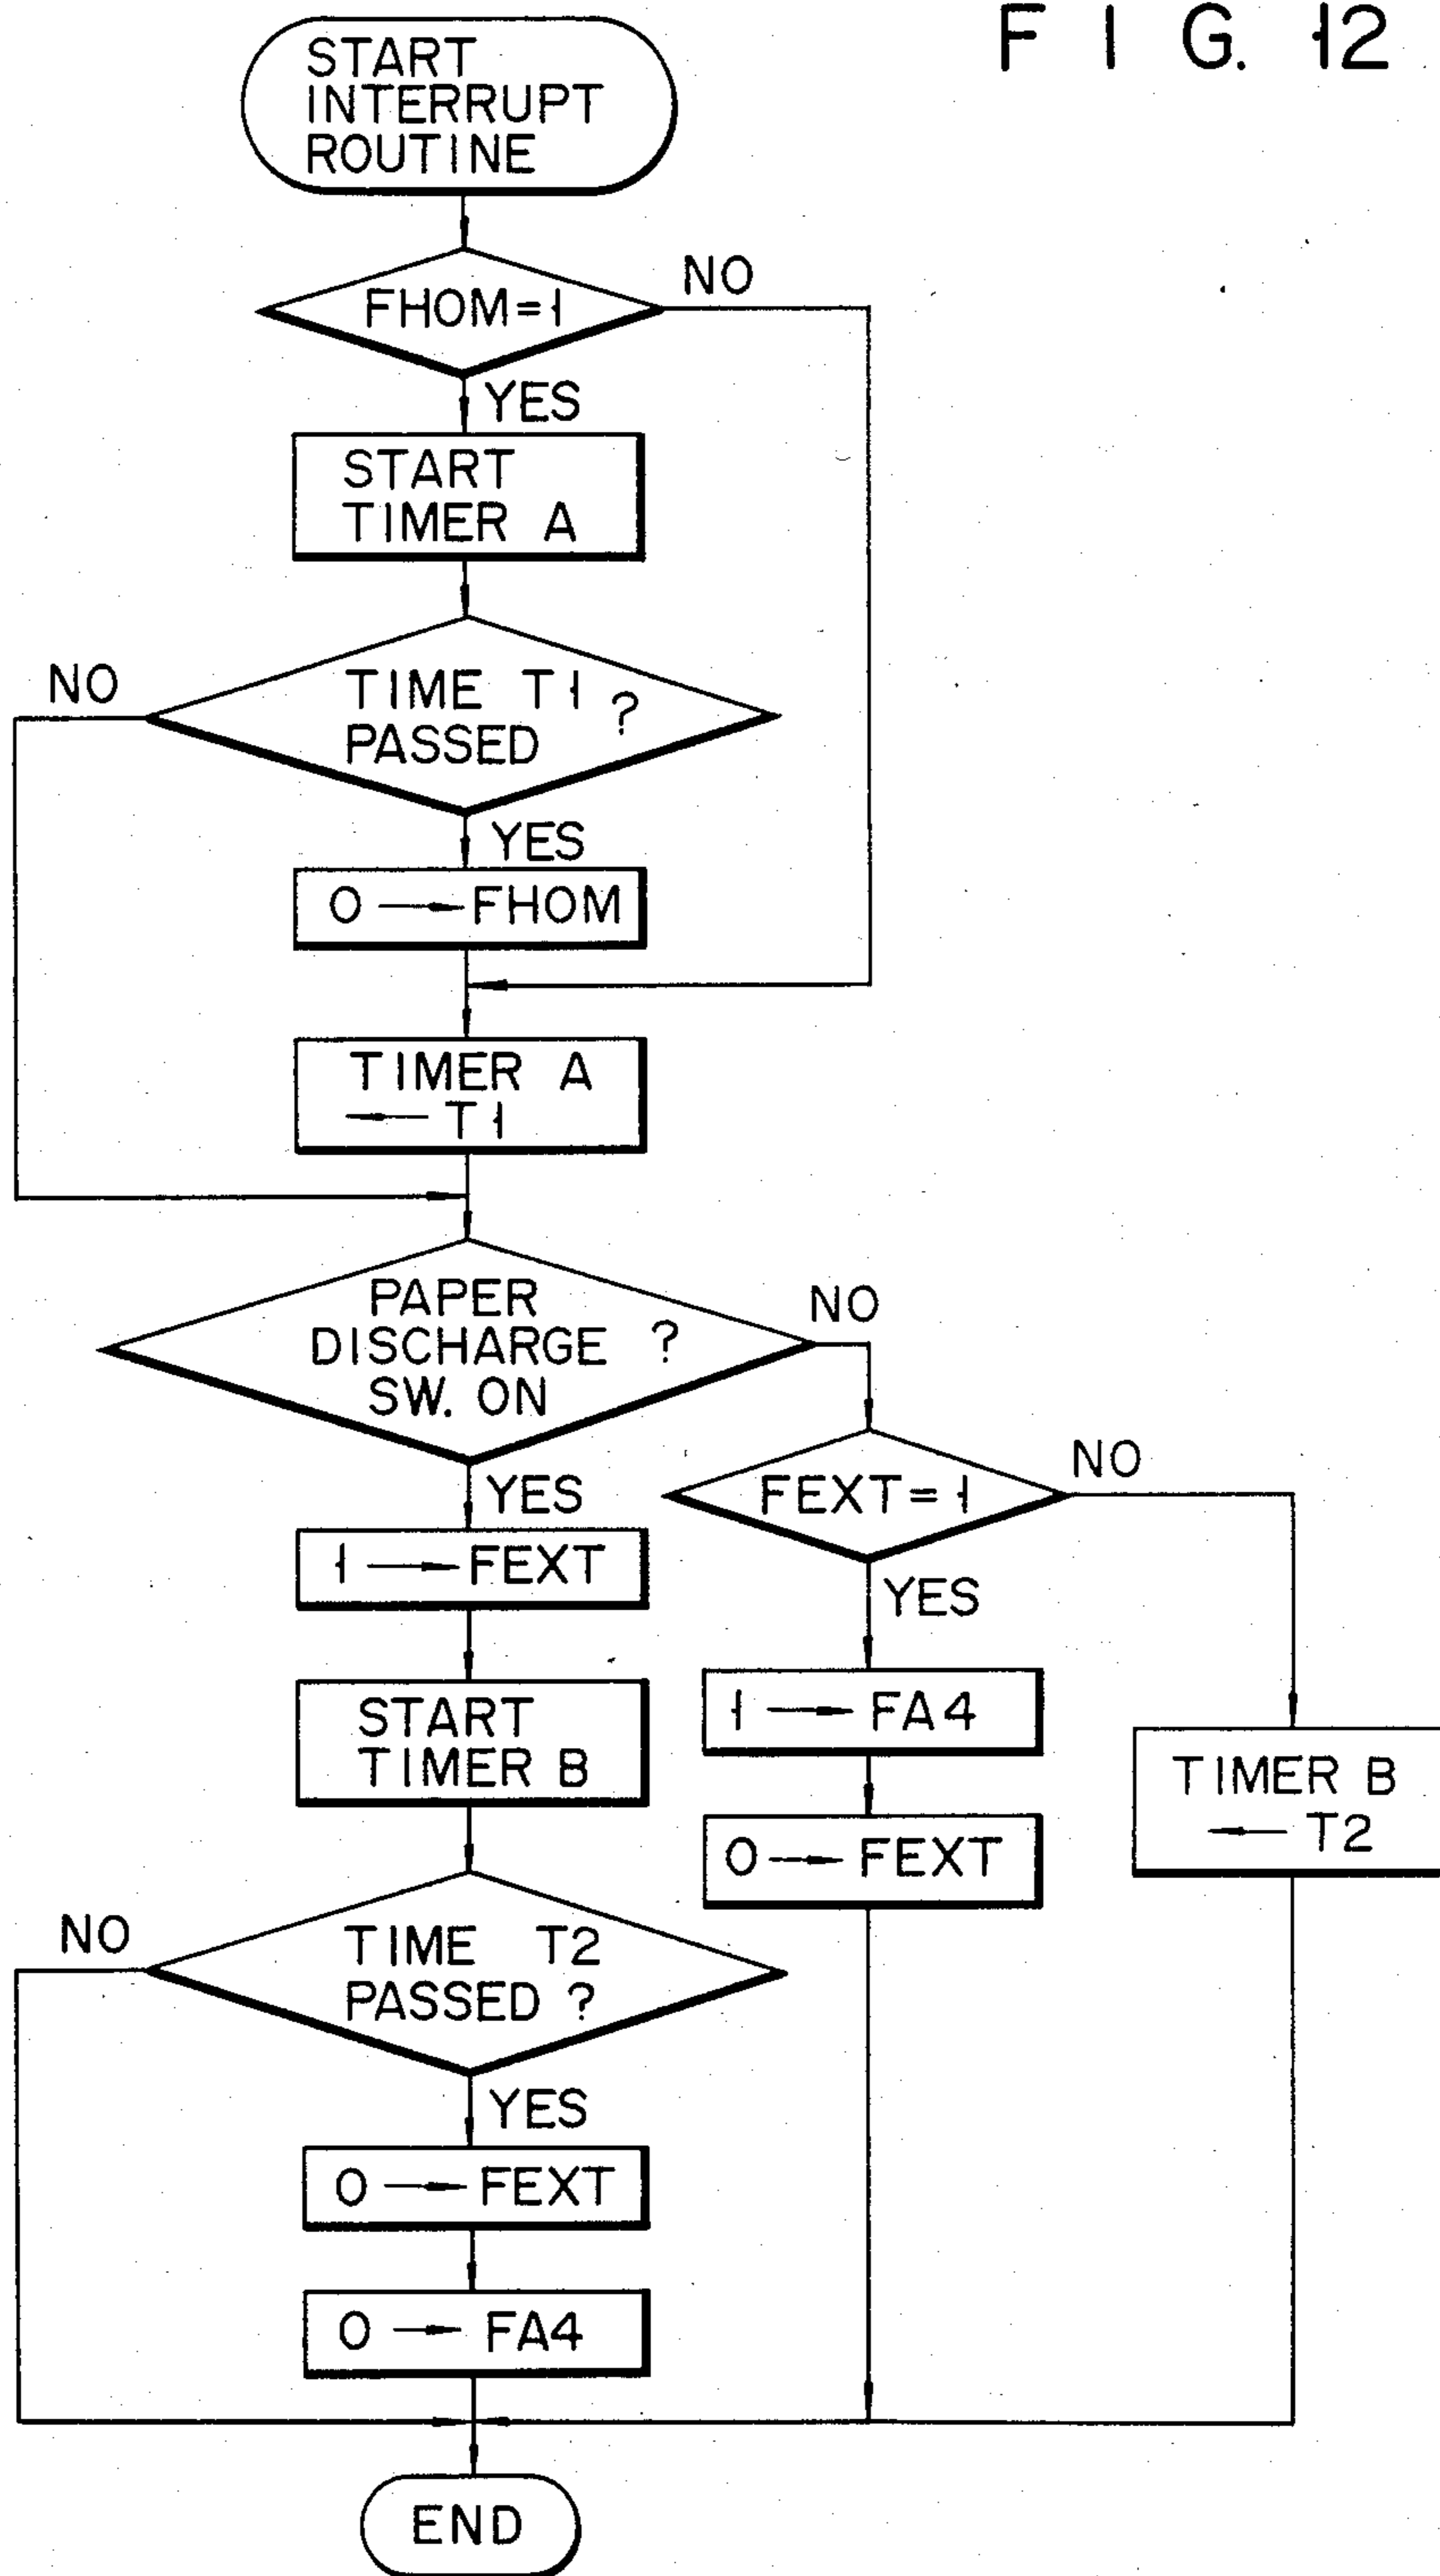 F I G. 12
START
INTERRUPT
ROUTINE
FHOM=1
NO
YES
START
TIMER A
NO
TIME T1 ?
PASSED
YES
0 → FHOM
TIMER A
← T1
PAPER
DISCHARGE ?
SW. ON
NO
YES
FEXT=1
NO
1 → FEXT
YES
START
TIMER B
1 → FA4
TIMER B
← T2
0 → FEXT
NO
TIME T2
PASSED ?
YES
0 → FEXT
0 → FA4
END